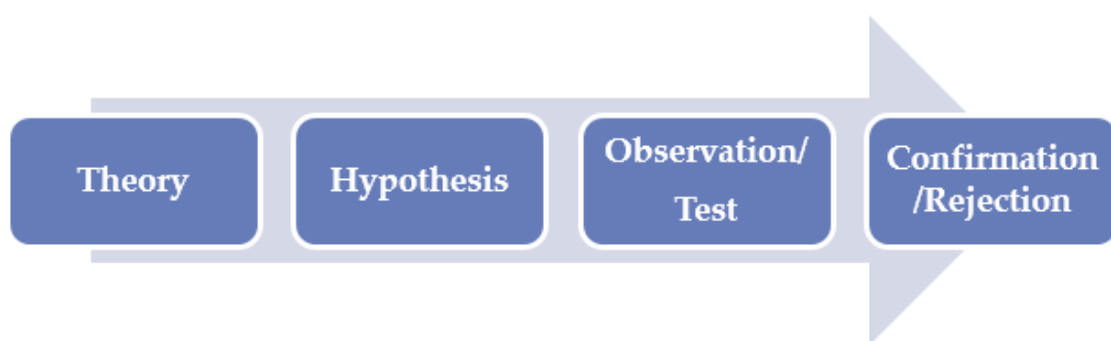 Theory
Hypothesis
Observation/
Test
Confirmation
/Rejection